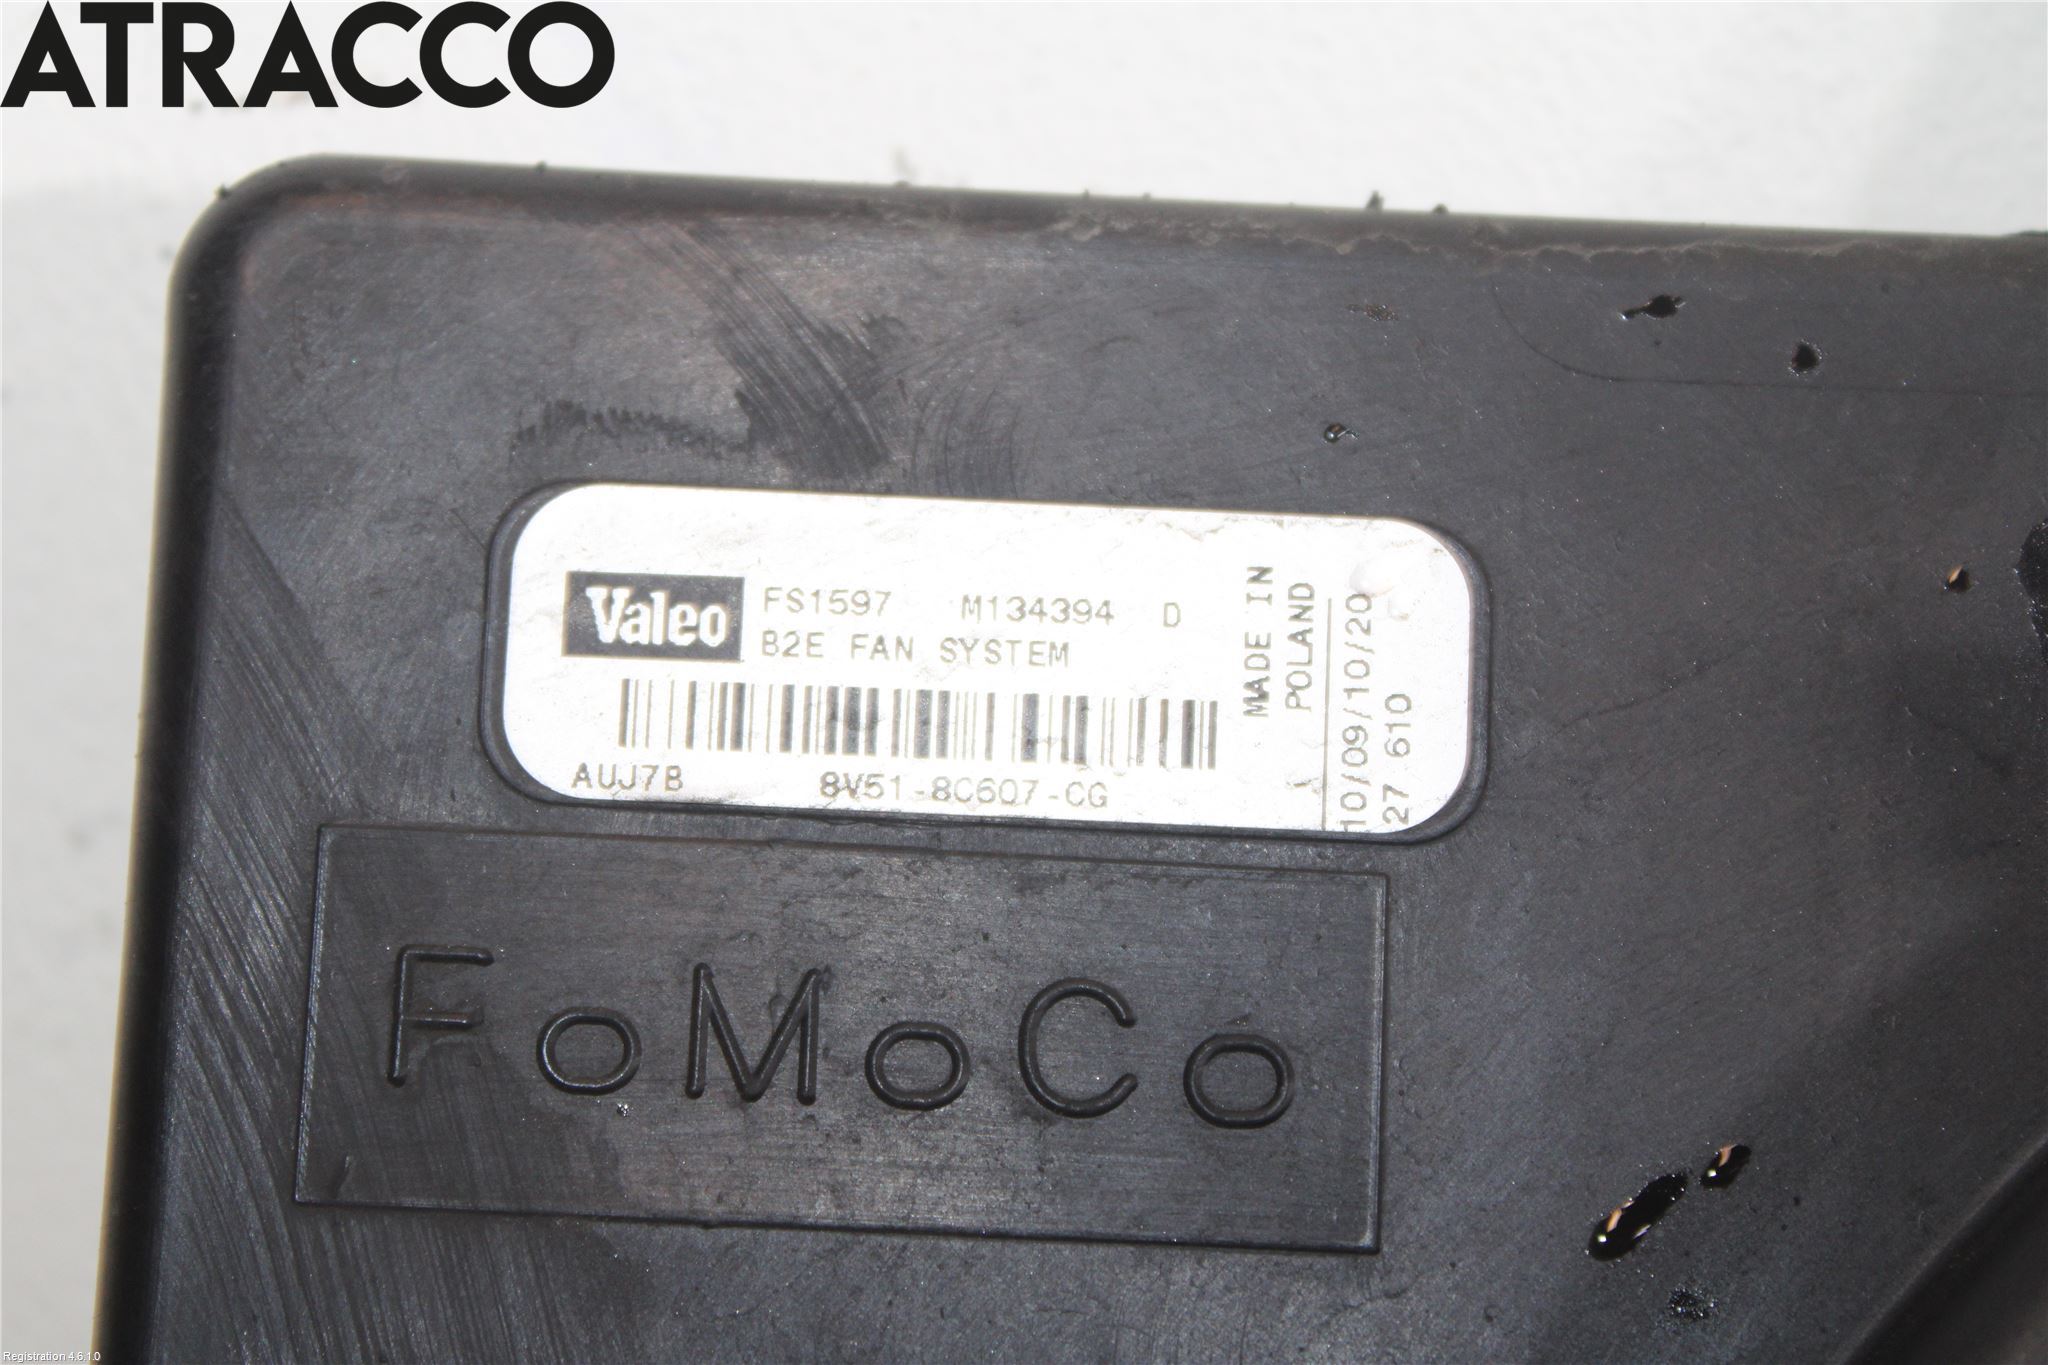 ATRACCO
Valeo
FS1597 M134394 D
B2E FAN SYSTEM
AUJ7B 8V51-8C607-CG
MADE IN
POLAND
10/09/10/20
27 610
FoMoCo
Registration 4.6.1.0